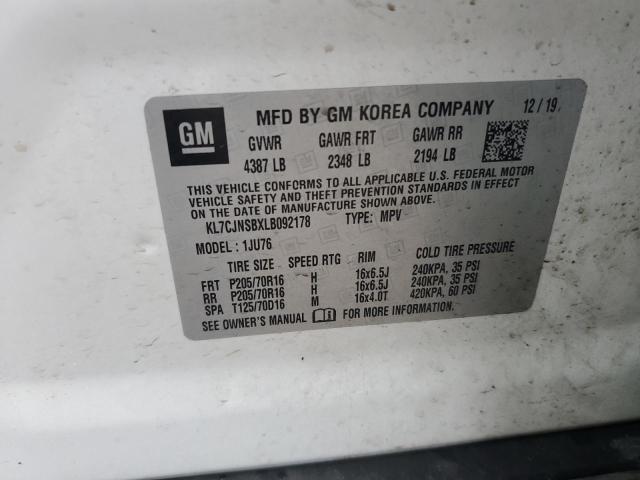 GM
MFD BY GM KOREA COMPANY 12/19
GVWR GAWR FRT GAWR RR
4387 LB 2348 LB 2194 LB
THIS VEHICLE CONFORMS TO ALL APPLICABLE U.S. FEDERAL MOTOR
VEHICLE SAFETY AND THEFT PREVENTION STANDARDS IN EFFECT
ON THE DATE OF MANUFACTURE SHOWN ABOVE.
KL7CJNSBXLB092178 TYPE: MPV
MODEL : 1JU76
TIRE SIZE SPEED RTG RIM COLD TIRE
FRT P205/70R16 H 16x6.5J 240KPA, 35 PSI
RR P205/70R16 H 16x6.5J 240KPA, 35 PSI
SPA T125/70D16 M 16x4.0T 420KPA, 60 PSI
SEE OWNER'S MANUAL FOR MORE INFORMATION.